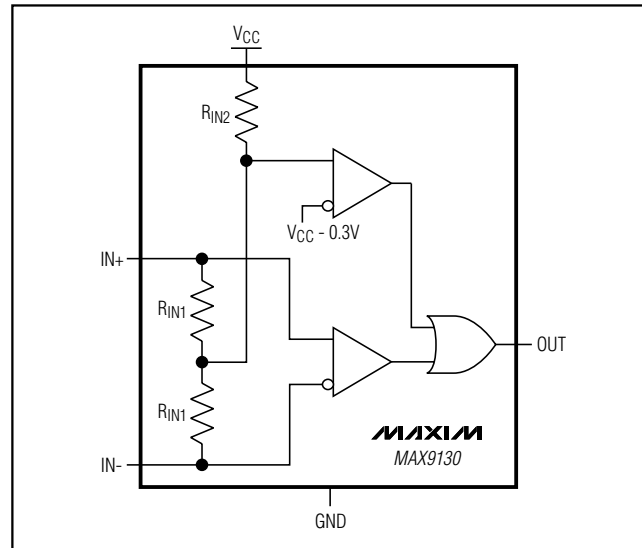 VCC
RIN2
VCC - 0.3V
IN+
RIN1
OUT
RIN1
MAXIM
MAX9130
IN-
GND